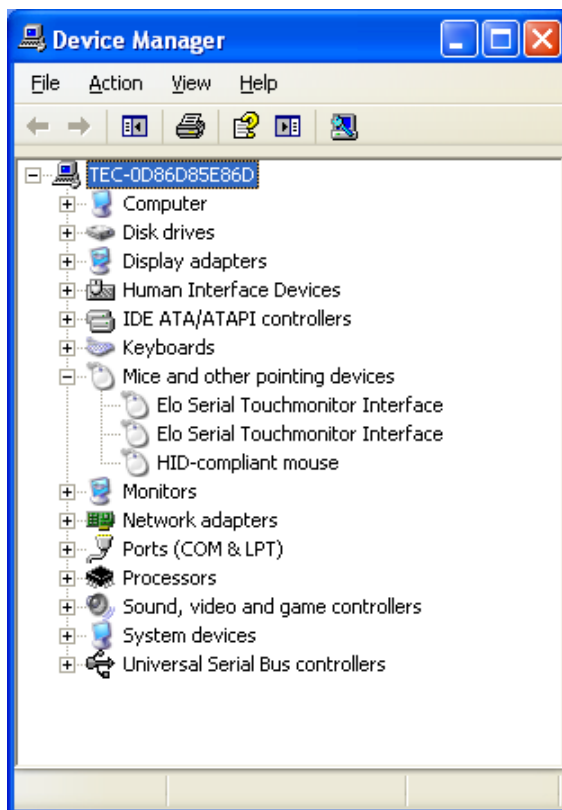 Device Manager
File Action View Help
TEC-0D86D85E86D
Computer
Disk drives
Display adapters
Human Interface Devices
IDE ATA/ATAPI controllers
Keyboards
Mice and other pointing devices
Elo Serial Touchmonitor Interface
Elo Serial Touchmonitor Interface
HID-compliant mouse
Monitors
Network adapters
Ports (COM & LPT)
Processors
Sound, video and game controllers
System devices
Universal Serial Bus controllers